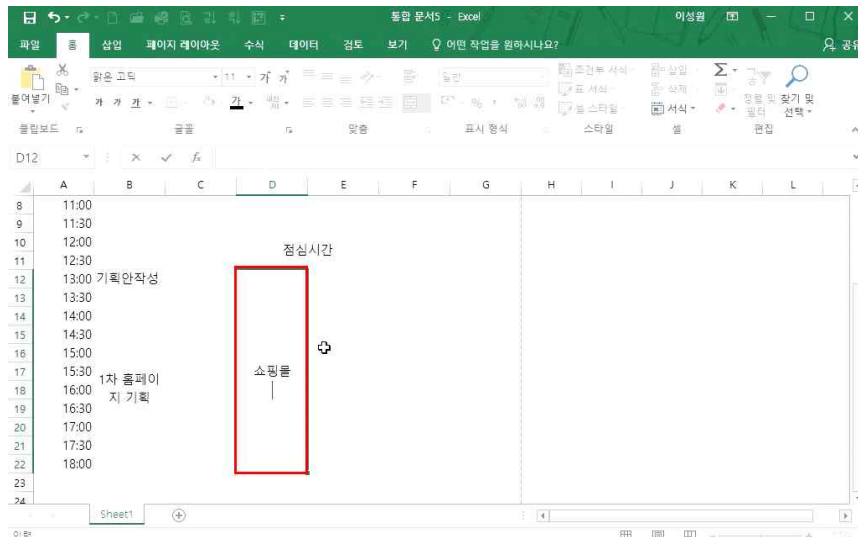 통합 문서5 - Excel 이성원
파일 홈 삽입 페이지 레이아웃 수식 데이터 검토 보기 어떤 작업을 원하시나요? 공유
붙여넣기 맑은 고딕 11 가 가 일반 조건부 서식 삽입 Σ
가 가 가 가 % 표 서식 삭제 정렬 및 필터 찾기 및 선택
셀 스타일 서식
클립보드 글꼴 맞춤 표시 형식 스타일 셀 편집
D12 fx
A B C D E F G H I J K L
8 11:00
9 11:30
10 12:00
점심시간
11 12:30
12 13:00 기획안작성
13 13:30
14 14:00
15 14:30
16 15:00
17 15:30 쇼핑몰
1차 홈페이
18 16:00
지 기획
19 16:30
20 17:00
21 17:30
22 18:00
23
24
Sheet1
입력